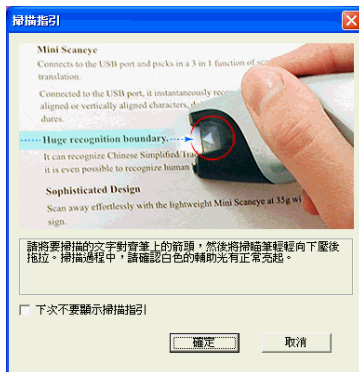 掃描指引
Mini Scaneye
Connects to the USB port and packs in a 3 in 1 function of
translation.
Connected to the USB port, it instantaneously
aligned or vertically aligned characters,
dures.
Huge recognition boundary.
It can recognize Chinese Simplified/
it is even possible to recognize human
Sophisticated Design
Scan away effortlessly with the lightweight Mini Scaneye at 35g
sign.
請將要掃描的文字對齊筆上的箭頭，然後將掃瞄筆輕輕向下壓後
拖拉。掃描過程中，請確認白色的輔助光有正常亮起。
下次不要顯示掃描指引
確定 取消